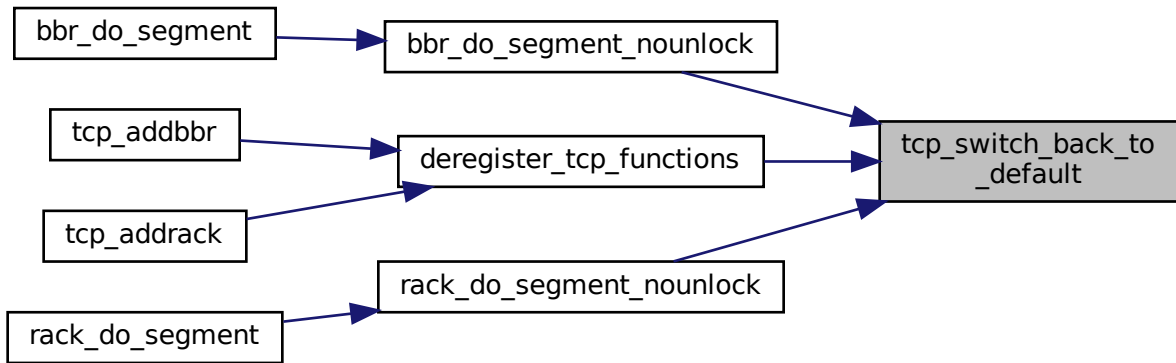 bbr_do_segment
bbr_do_segment_nounlock
tcp_addbbr
deregister_tcp_functions
tcp_switch_back_to
_default
tcp_addrack
rack_do_segment_nounlock
rack_do_segment